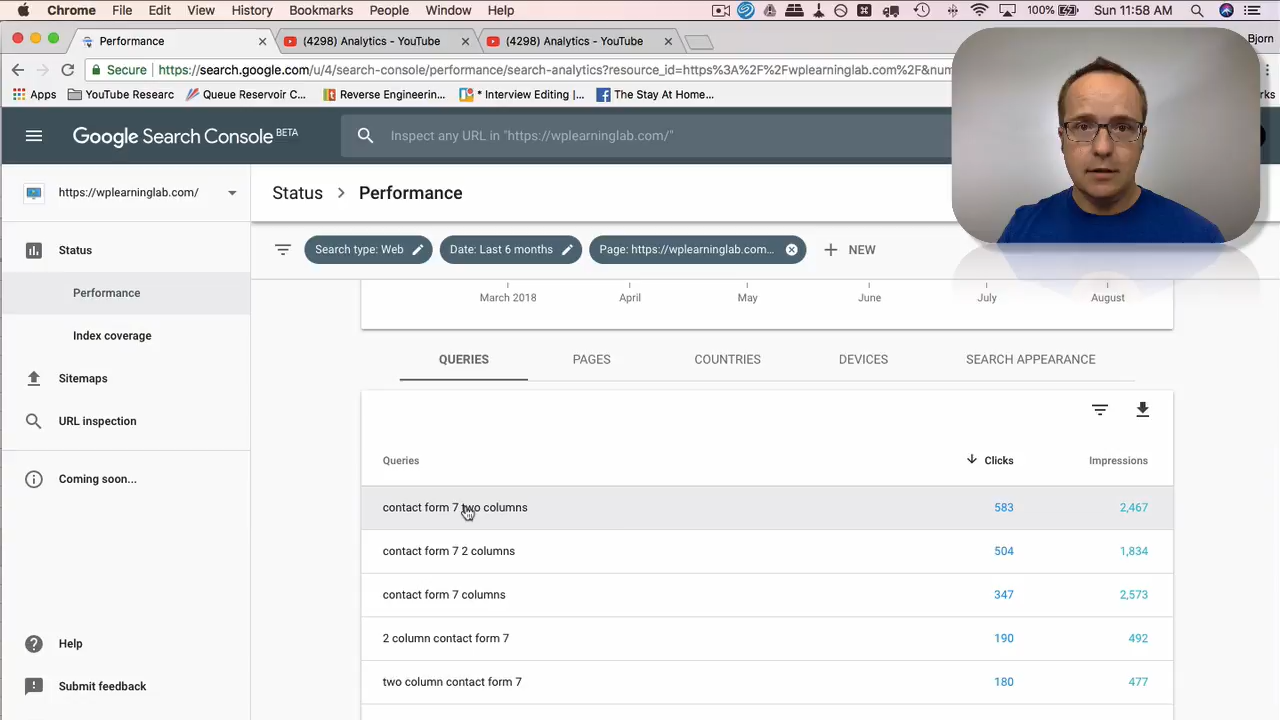 Chrome File Edit View History Bookmarks People Window Help 100% Sun 11:58 AM
Performance (4298) Analytics - YouTube (4298) Analytics - YouTube Bjorn
Secure https://search.google.com/u/4/search-console/performance/search-analytics?resource_id=https%3A%2F%2Fwplearninglab.com%2F&num
Apps YouTube Researc Queue Reservoir C... Reverse Engineerin... * Interview Editing |... The Stay At Home... rks
Google Search Console BETA
Inspect any URL in "https://wplearninglab.com/"
https://wplearninglab.com/
Status > Performance
Search type: Web Date: Last 6 months Page: https://wplearninglab.com... NEW
Status
Performance
Index coverage
Sitemaps
URL inspection
Coming soon...
Help
Submit feedback
March 2018 April May June July August
QUERIES PAGES COUNTRIES DEVICES SEARCH APPEARANCE
Queries Clicks Impressions
contact form 7 two columns 583 2,467
contact form 7 2 columns 504 1,834
contact form 7 columns 347 2,573
2 column contact form 7 190 492
two column contact form 7 180 477